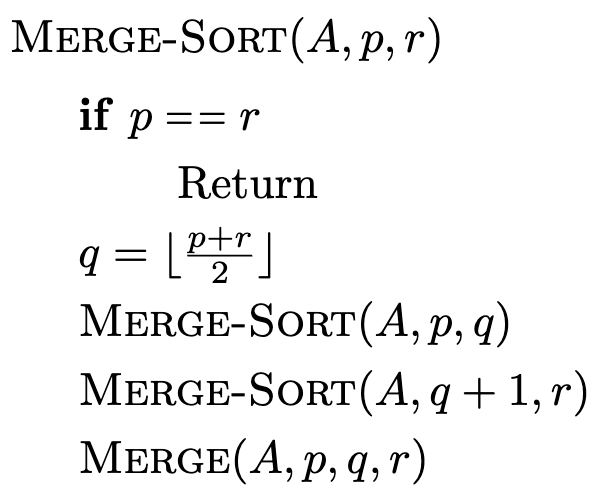 MERGE-SORT(A, p, r)
if p == r
Return
q = ⌊(p+r)/2⌋
MERGE-SORT(A, p, q)
MERGE-SORT(A, q + 1, r)
MERGE(A, p, q, r)